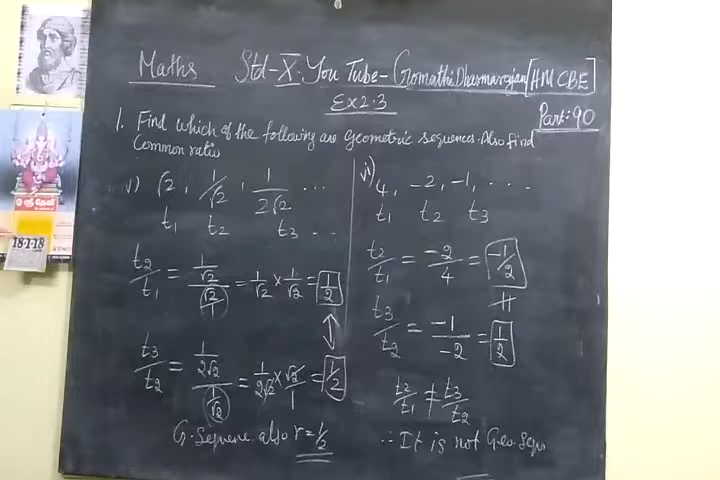 Maths Std-X. You Tube-Gomathi Dharmarajan [HM CBE]
Ex 2.3
Part:90
1. Find which of the following are Geometric sequences. Also find
Common ratio
v) √2, 1/√2, 1/2√2 ...
t1 t2 t3 ...
t2/t1 = (1/√2)/(√2/1) = 1/√2 × 1/√2 = 1/2
t3/t2 = (1/2√2)/(1/√2) = 1/2√2 × √2/1 = 1/2
G. Sequene also r = 1/2
vi) 4, -2, -1, ...
t1 t2 t3
t2/t1 = -2/4 = -1/2
t3/t2 = -1/-2 = 1/2
t2/t1 ≠ t3/t2
∴ It is not Geo. Sequ
ஸ்ரீ தேவி
18·1·18